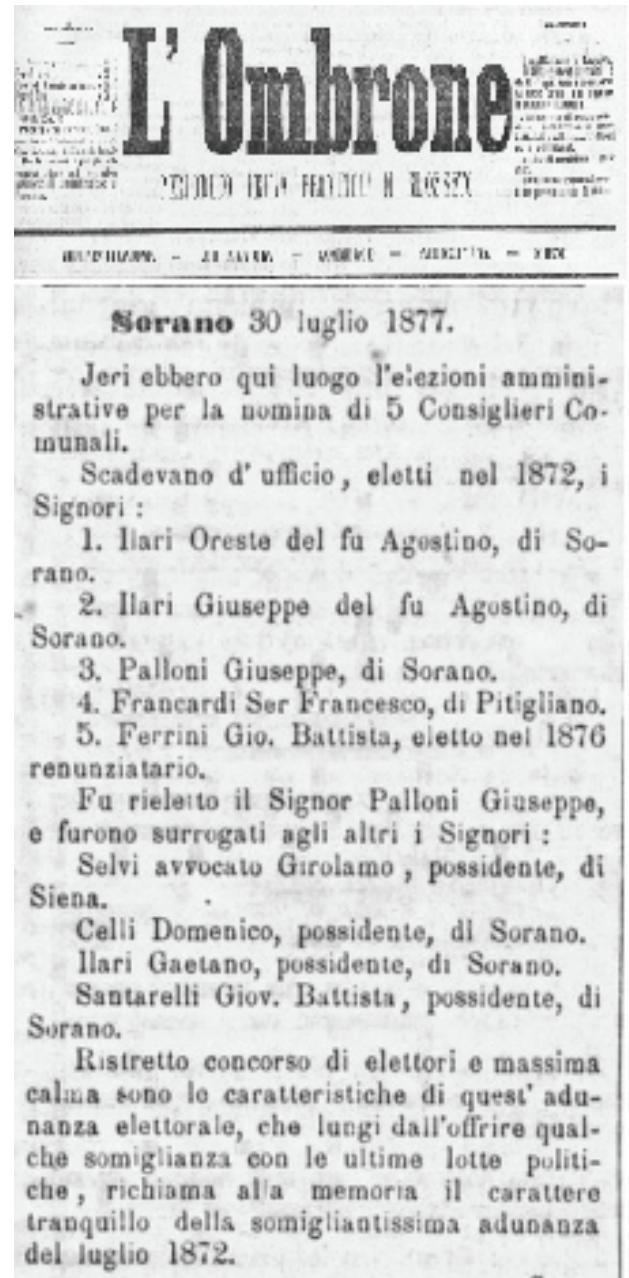 L' Ombrone
Sorano 30 luglio 1877.
Jeri ebbero qui luogo l'elezioni ammini-
strative per la nomina di 5 Consiglieri Co-
munali.
Scadevano d' ufficio, eletti nel 1872, i
Signori :
1. Ilari Oreste del fu Agostino, di So-
rano.
2. Ilari Giuseppe del fu Agostino, di
Sorano.
3. Palloni Giuseppe, di Sorano.
4. Francardi Ser Francesco, di Pitigliano.
5. Ferrini Gio. Battista, eletto nel 1876
renunziatario.
Fu rieletto il Signor Palloni Giuseppe,
e furono surrogati agli altri i Signori :
Selvi avvocato Girolamo, possidente, di
Siena.
Celli Domenico, possidente, di Sorano.
Ilari Gaetano, possidente, di Sorano.
Santarelli Giov. Battista, possidente, di
Sorano.
Ristretto concorso di elettori e massima
calma sono le caratteristiche di quest' adu-
nanza elettorale, che lungi dall'offrire qual-
che somiglianza con le ultime lotte politi-
che, richiama alla memoria il carattere
tranquillo della somigliantissima adunanza
del luglio 1872.